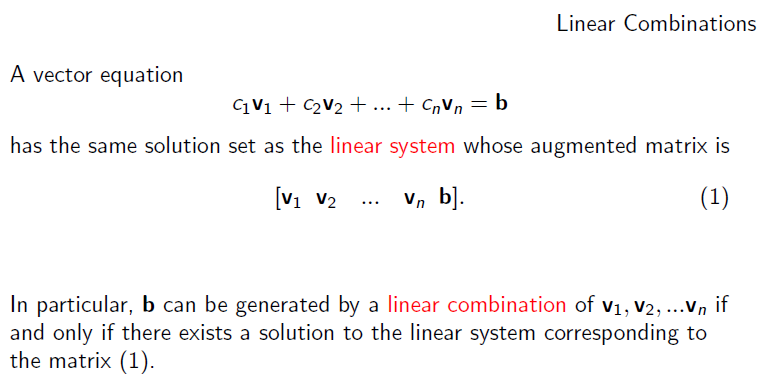 Linear Combinations
A vector equation
c₁v₁ + c₂v₂ + ... + cₙvₙ = b
has the same solution set as the linear system whose augmented matrix is
[v₁ v₂ ... vₙ b]. (1)
In particular, b can be generated by a linear combination of v₁, v₂, ...vₙ if
and only if there exists a solution to the linear system corresponding to
the matrix (1).